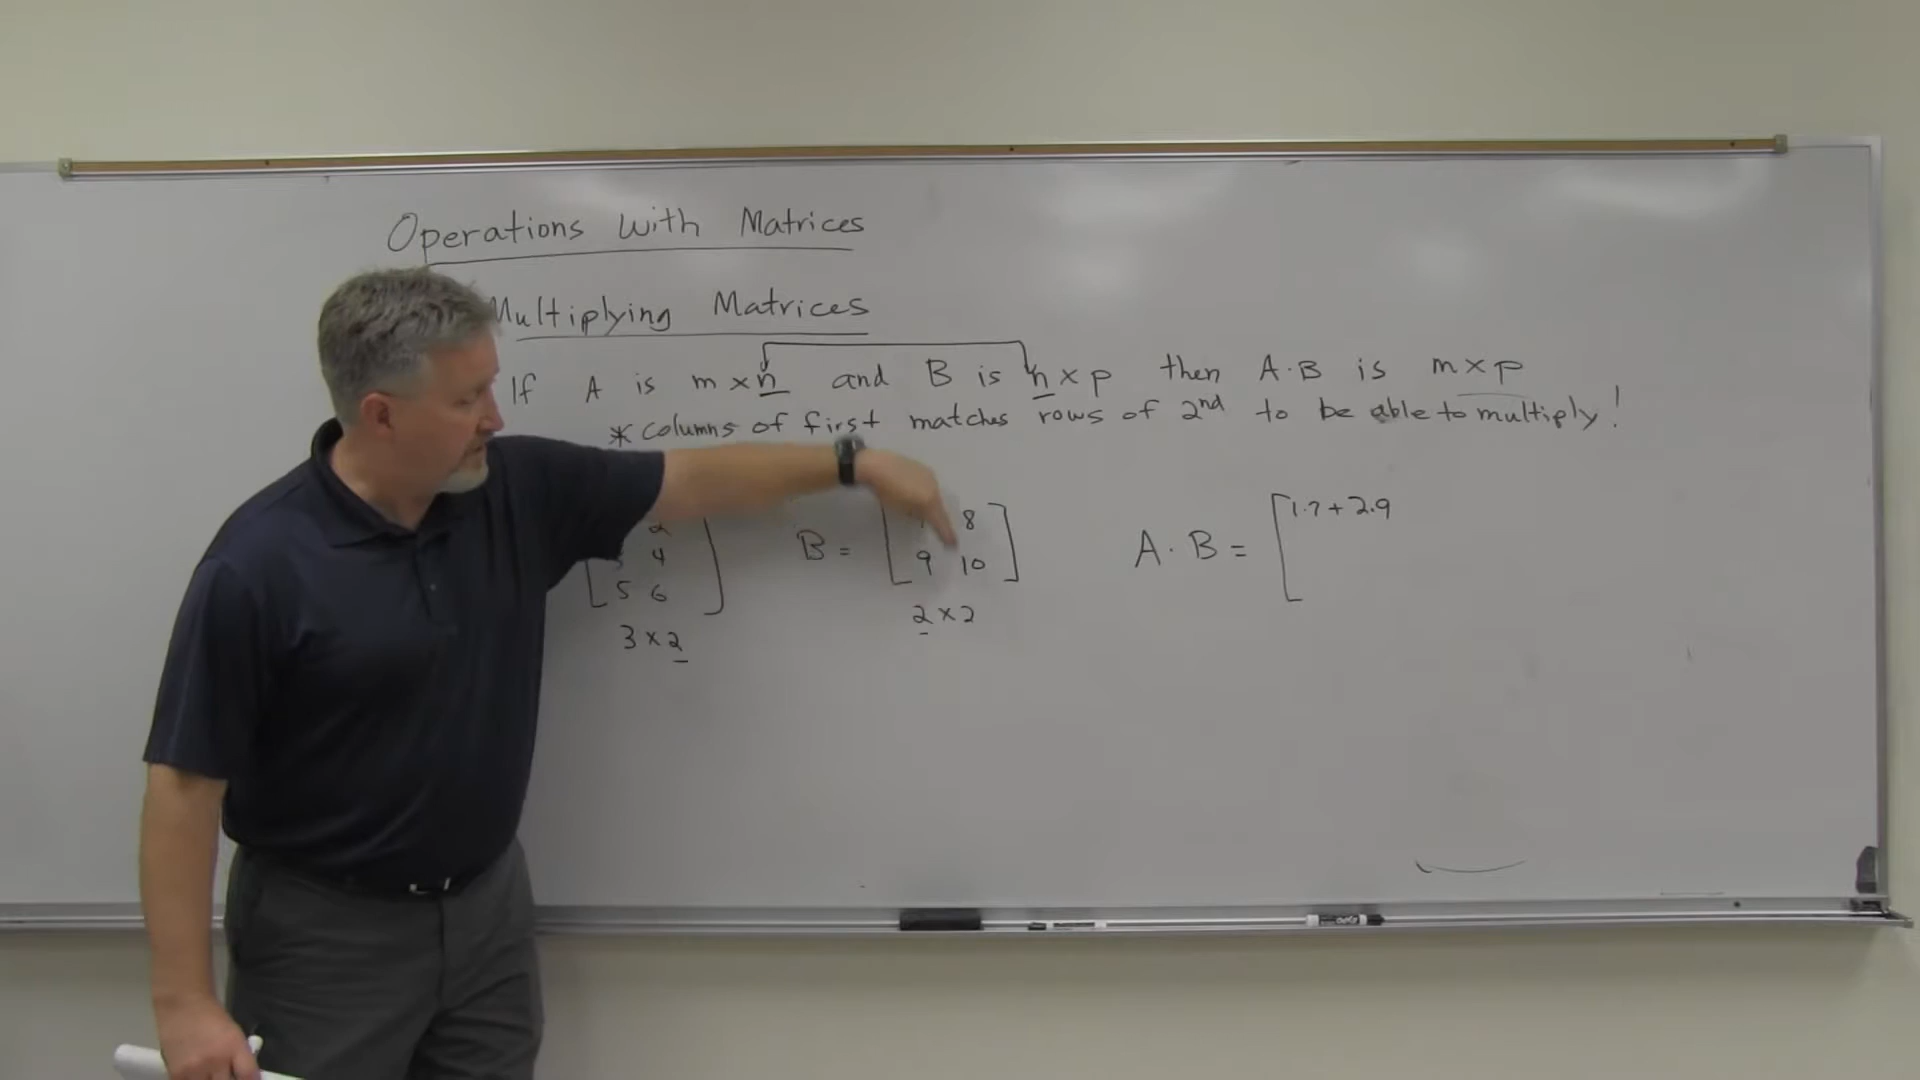 Operations with Matrices
Multiplying Matrices
If A is m × n and B is n × p then A·B is m × p
* columns of first matches rows of 2nd to be able to multiply!
2
4
5 6
3 × 2
B =
8
9 10
2 × 2
A · B =
1·7 + 2·9